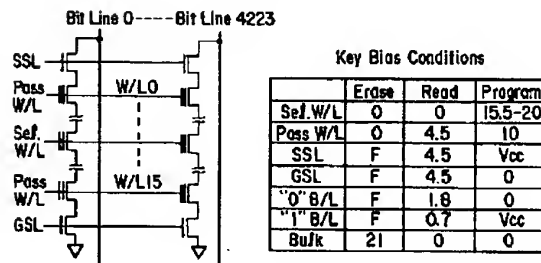 Bit Line 0-----Bit Line 4223
SSL
Pass W/L
W/L0
Sel. W/L
Pass W/L
W/L15
GSL
Key Bias Conditions
Erase Read Program
Sel.W/L 0 0 15.5-20
Pass W/L 0 4.5 10
SSL F 4.5 Vcc
GSL F 4.5 0
"0" B/L F 1.8 0
"1" B/L F 0.7 Vcc
Bulk 21 0 0